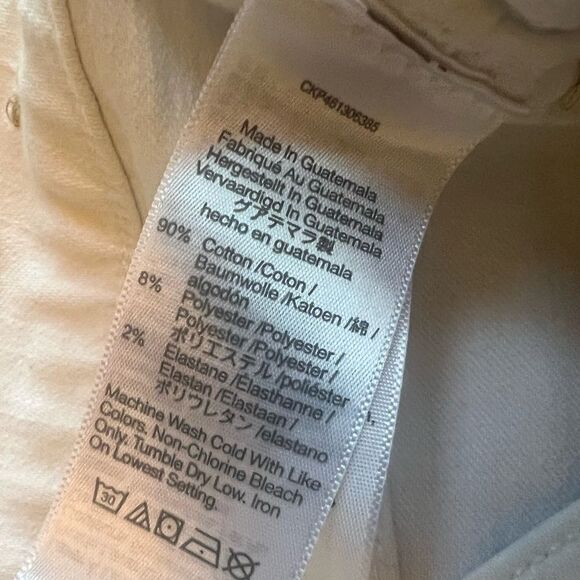 CKP461306385
Made In Guatemala
Fabriqué Au Guatemala
Hergestellt In Guatemala
Vervaardigd In Guatemala
グアテマラ製
hecho en guatemala
90% Cotton /Coton /
Baumwolle /Katoen /綿 /
algodón
8% Polyester /Polyester /
Polyester /Polyester /
ポリエステル /poliéster
2% Elastane /Elasthanne /
Elastan /Elastaan /
ポリウレタン /elastano
Machine Wash Cold With Like
Colors. Non-Chlorine Bleach
Only. Tumble Dry Low. Iron
On Lowest Setting.
30